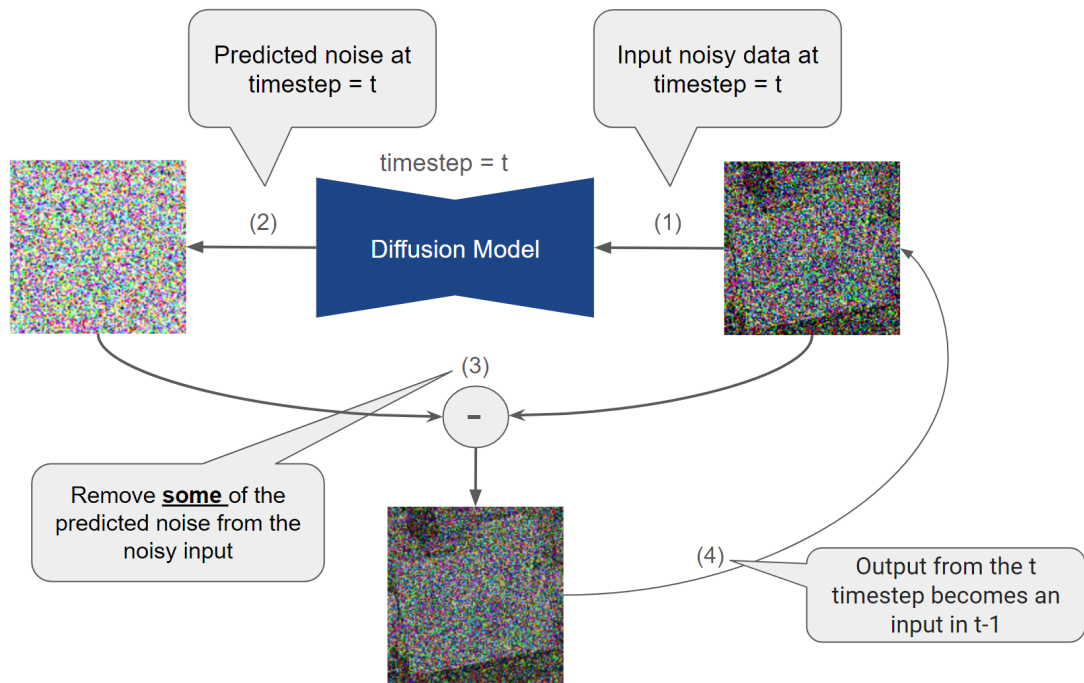 Predicted noise at
timestep = t
Input noisy data at
timestep = t
timestep = t
(2)
Diffusion Model
(1)
(3)
-
Remove some of the
predicted noise from the
noisy input
(4)
Output from the t
timestep becomes an
input in t-1